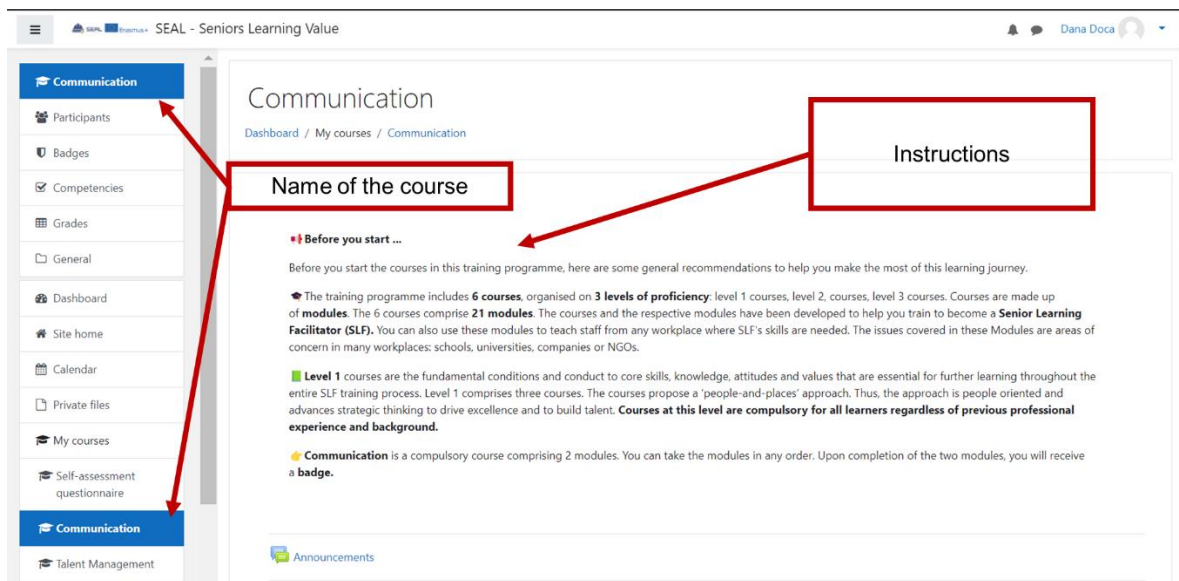 SEAL Erasmus+ SEAL - Seniors Learning Value
Dana Doca
Communication
Participants
Badges
Competencies
Grades
General
Dashboard
Site home
Calendar
Private files
My courses
Self-assessment
questionnaire
Communication
Talent Management
Communication
Dashboard / My courses / Communication
Name of the course
Instructions
Before you start ...
Before you start the courses in this training programme, here are some general recommendations to help you make the most of this learning journey.
The training programme includes 6 courses, organised on 3 levels of proficiency: level 1 courses, level 2, courses, level 3 courses. Courses are made up
of modules. The 6 courses comprise 21 modules. The courses and the respective modules have been developed to help you train to become a Senior Learning
Facilitator (SLF). You can also use these modules to teach staff from any workplace where SLF's skills are needed. The issues covered in these Modules are areas of
concern in many workplaces: schools, universities, companies or NGOs.
Level 1 courses are the fundamental conditions and conduct to core skills, knowledge, attitudes and values that are essential for further learning throughout the
entire SLF training process. Level 1 comprises three courses. The courses propose a 'people-and-places' approach. Thus, the approach is people oriented and
advances strategic thinking to drive excellence and to build talent. Courses at this level are compulsory for all learners regardless of previous professional
experience and background.
Communication is a compulsory course comprising 2 modules. You can take the modules in any order. Upon completion of the two modules, you will receive
a badge.
Announcements